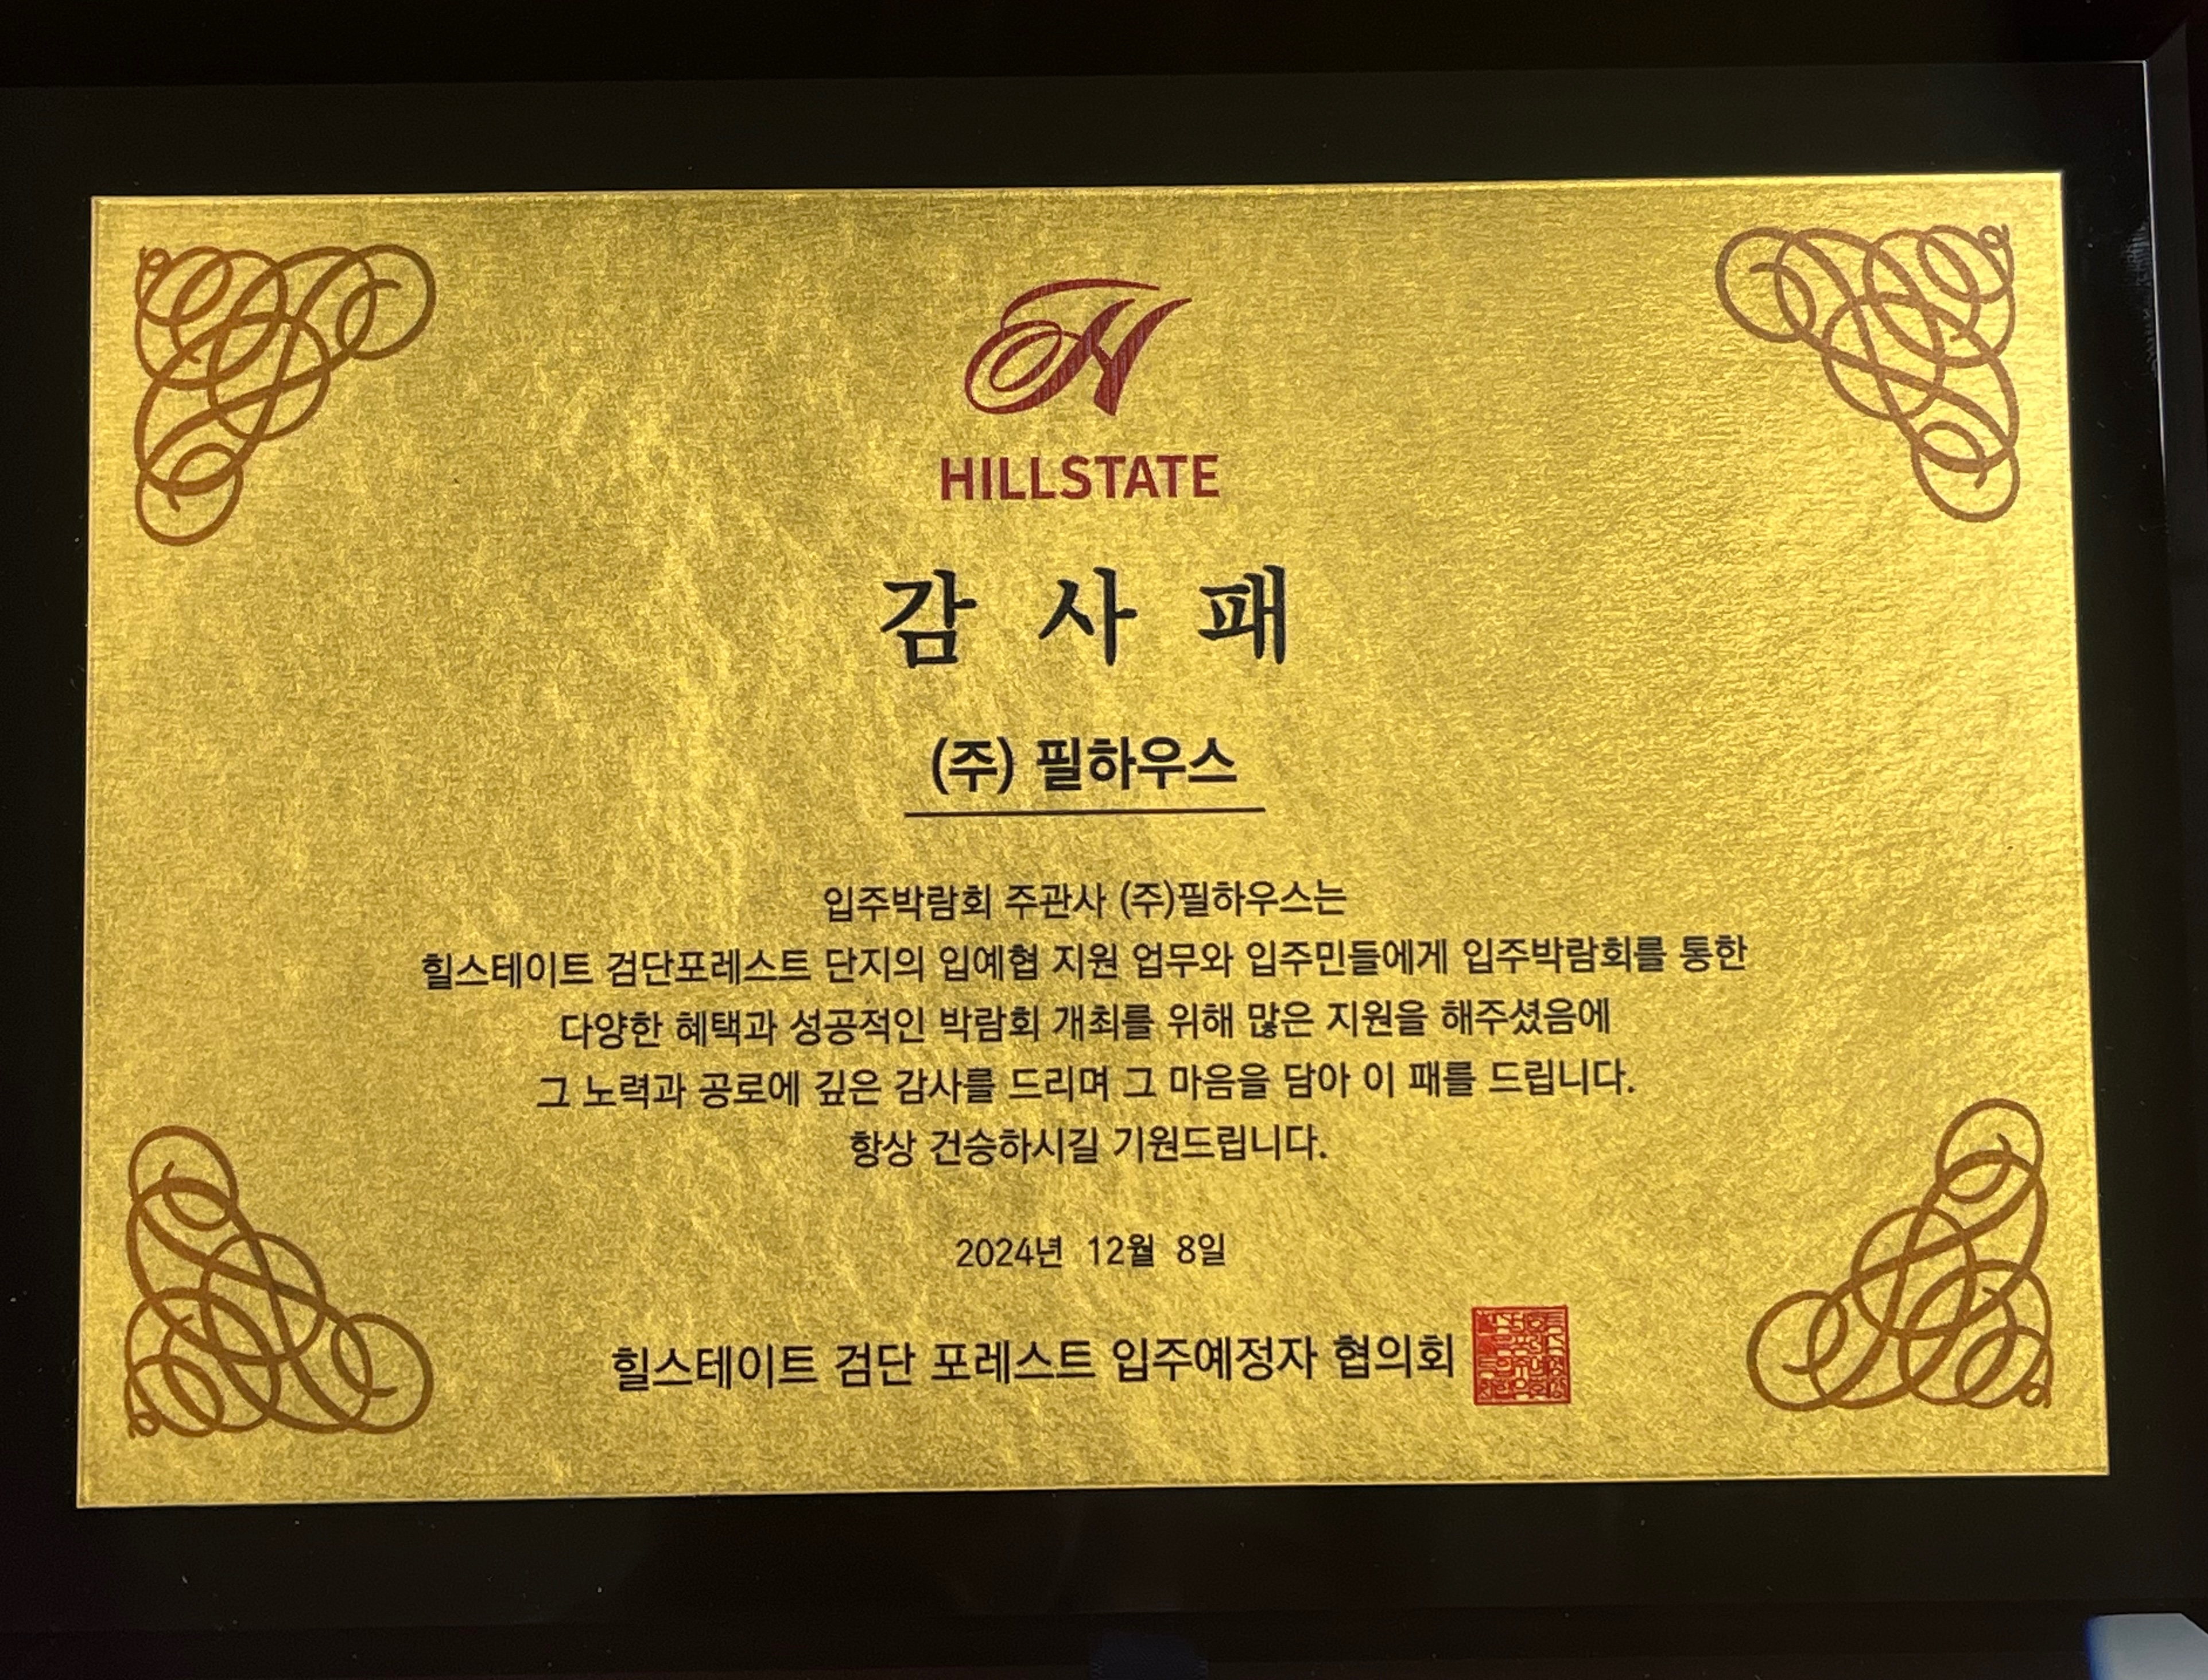 HILLSTATE
감 사 패
(주) 필하우스
입주박람회 주관사 (주)필하우스는
힐스테이트 검단포레스트 단지의 입예협 지원 업무와 입주민들에게 입주박람회를 통한
다양한 혜택과 성공적인 박람회 개최를 위해 많은 지원을 해주셨음에
그 노력과 공로에 깊은 감사를 드리며 그 마음을 담아 이 패를 드립니다.
항상 건승하시길 기원드립니다.
2024년 12월 8일
힐스테이트 검단 포레스트 입주예정자 협의회